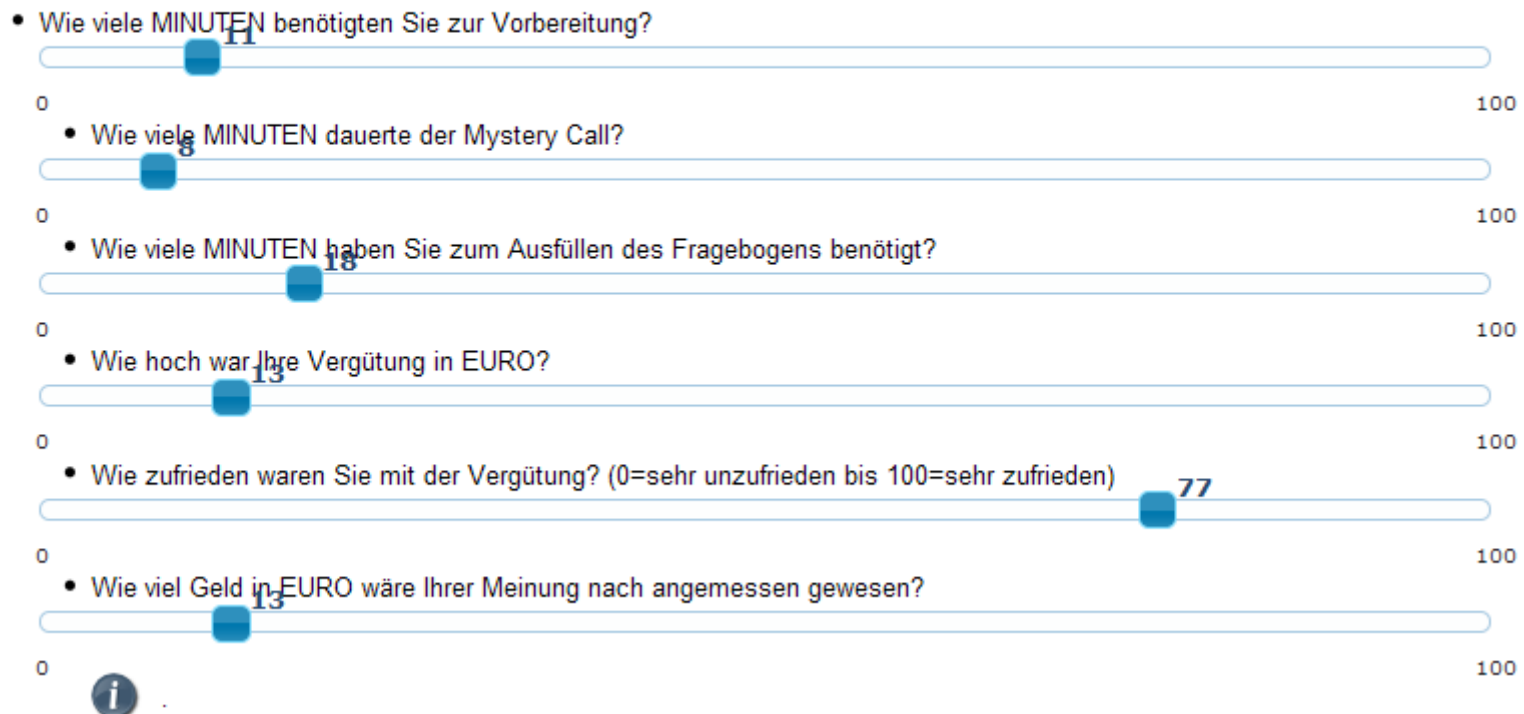 • Wie viele MINUTEN benötigten Sie zur Vorbereitung?
11
0 100
• Wie viele MINUTEN dauerte der Mystery Call?
8
0 100
• Wie viele MINUTEN haben Sie zum Ausfüllen des Fragebogens benötigt?
18
0 100
• Wie hoch war Ihre Vergütung in EURO?
13
0 100
• Wie zufrieden waren Sie mit der Vergütung? (0=sehr unzufrieden bis 100=sehr zufrieden)
77
0 100
• Wie viel Geld in EURO wäre Ihrer Meinung nach angemessen gewesen?
13
0 100
i .